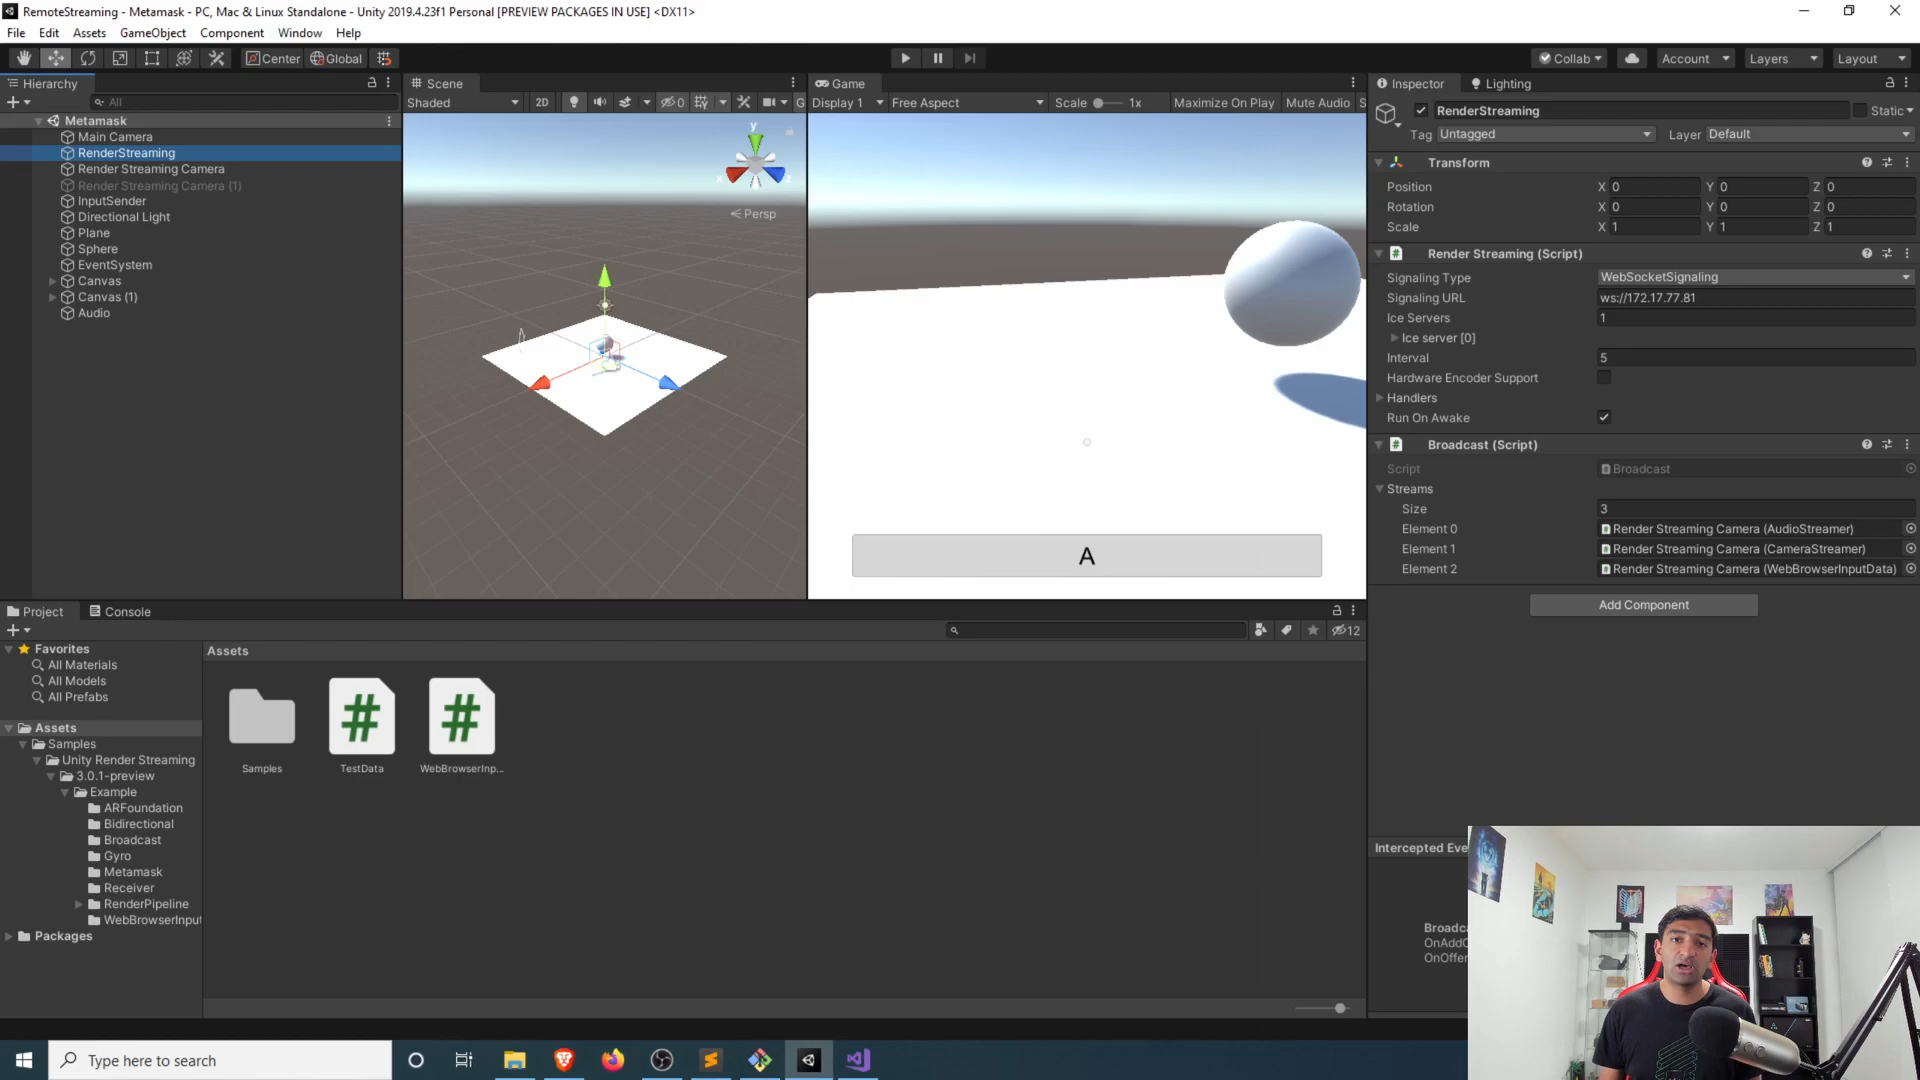 RemoteStreaming - Metamask - PC, Mac & Linux Standalone - Unity 2019.4.23f1 Personal [PREVIEW PACKAGES IN USE] <DX11>
File Edit Assets GameObject Component Window Help
Center Global Collab Account Layers Layout
Hierarchy
All
Metamask
Main Camera
RenderStreaming
Render Streaming Camera
Render Streaming Camera (1)
InputSender
Directional Light
Plane
Sphere
EventSystem
Canvas
Canvas (1)
Audio
Scene
Shaded 2D 0 G
y
x
z
Persp
Game
Display 1 Free Aspect Scale 1x Maximize On Play Mute Audio S
A
Inspector Lighting
RenderStreaming Static
Tag Untagged Layer Default
Transform
Position X 0 Y 0 Z 0
Rotation X 0 Y 0 Z 0
Scale X 1 Y 1 Z 1
# Render Streaming (Script)
Signaling Type WebSocketSignaling
Signaling URL ws://172.17.77.81
Ice Servers 1
Ice server [0]
Interval 5
Hardware Encoder Support
Handlers
Run On Awake
# Broadcast (Script)
Script Broadcast
Streams
Size 3
Element 0 Render Streaming Camera (AudioStreamer)
Element 1 Render Streaming Camera (CameraStreamer)
Element 2 Render Streaming Camera (WebBrowserInputData)
Add Component
Intercepted Eve
Broadca
OnAddC
OnOffer
Project Console
12
Favorites
All Materials
All Models
All Prefabs
Assets
Samples
Unity Render Streaming
3.0.1-preview
Example
ARFoundation
Bidirectional
Broadcast
Gyro
Metamask
Receiver
RenderPipeline
WebBrowserInput
Packages
Assets
# #
Samples TestData WebBrowserInp...
Type here to search